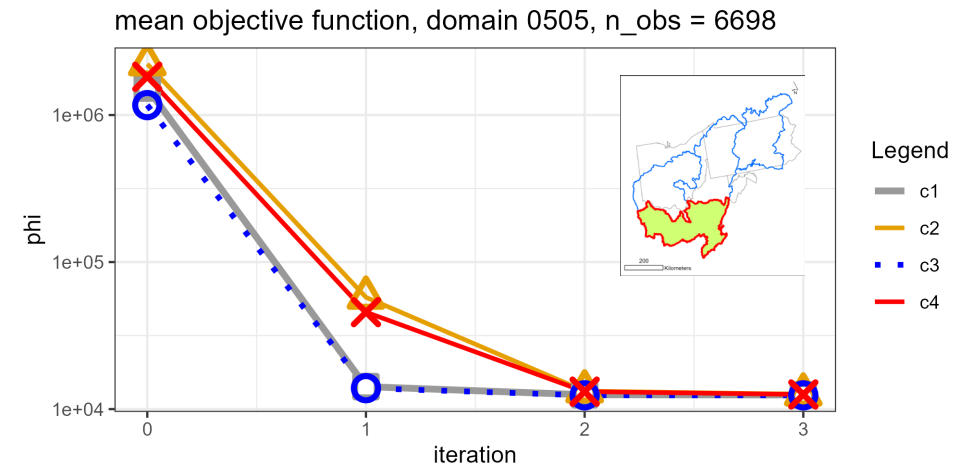 mean objective function, domain 0505, n_obs = 6698
1e+06
1e+05
1e+04
phi
0 1 2 3
iteration
200
Kilometers
Legend
c1
c2
c3
c4